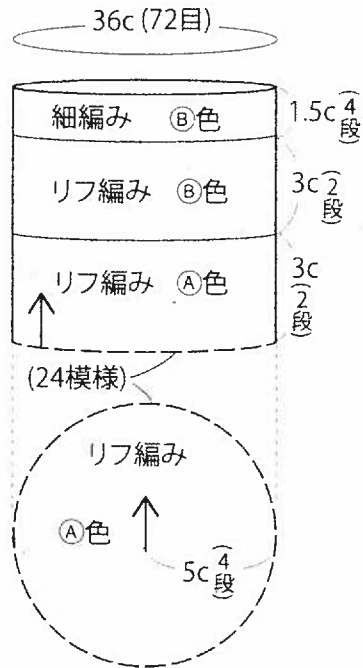 36c(72目)
細編み Ⓑ色
1.5c(4段)
リフ編み Ⓑ色
3c(2段)
リフ編み Ⓐ色
3c(2段)
(24模様)
リフ編み
Ⓐ色
5c(4段)